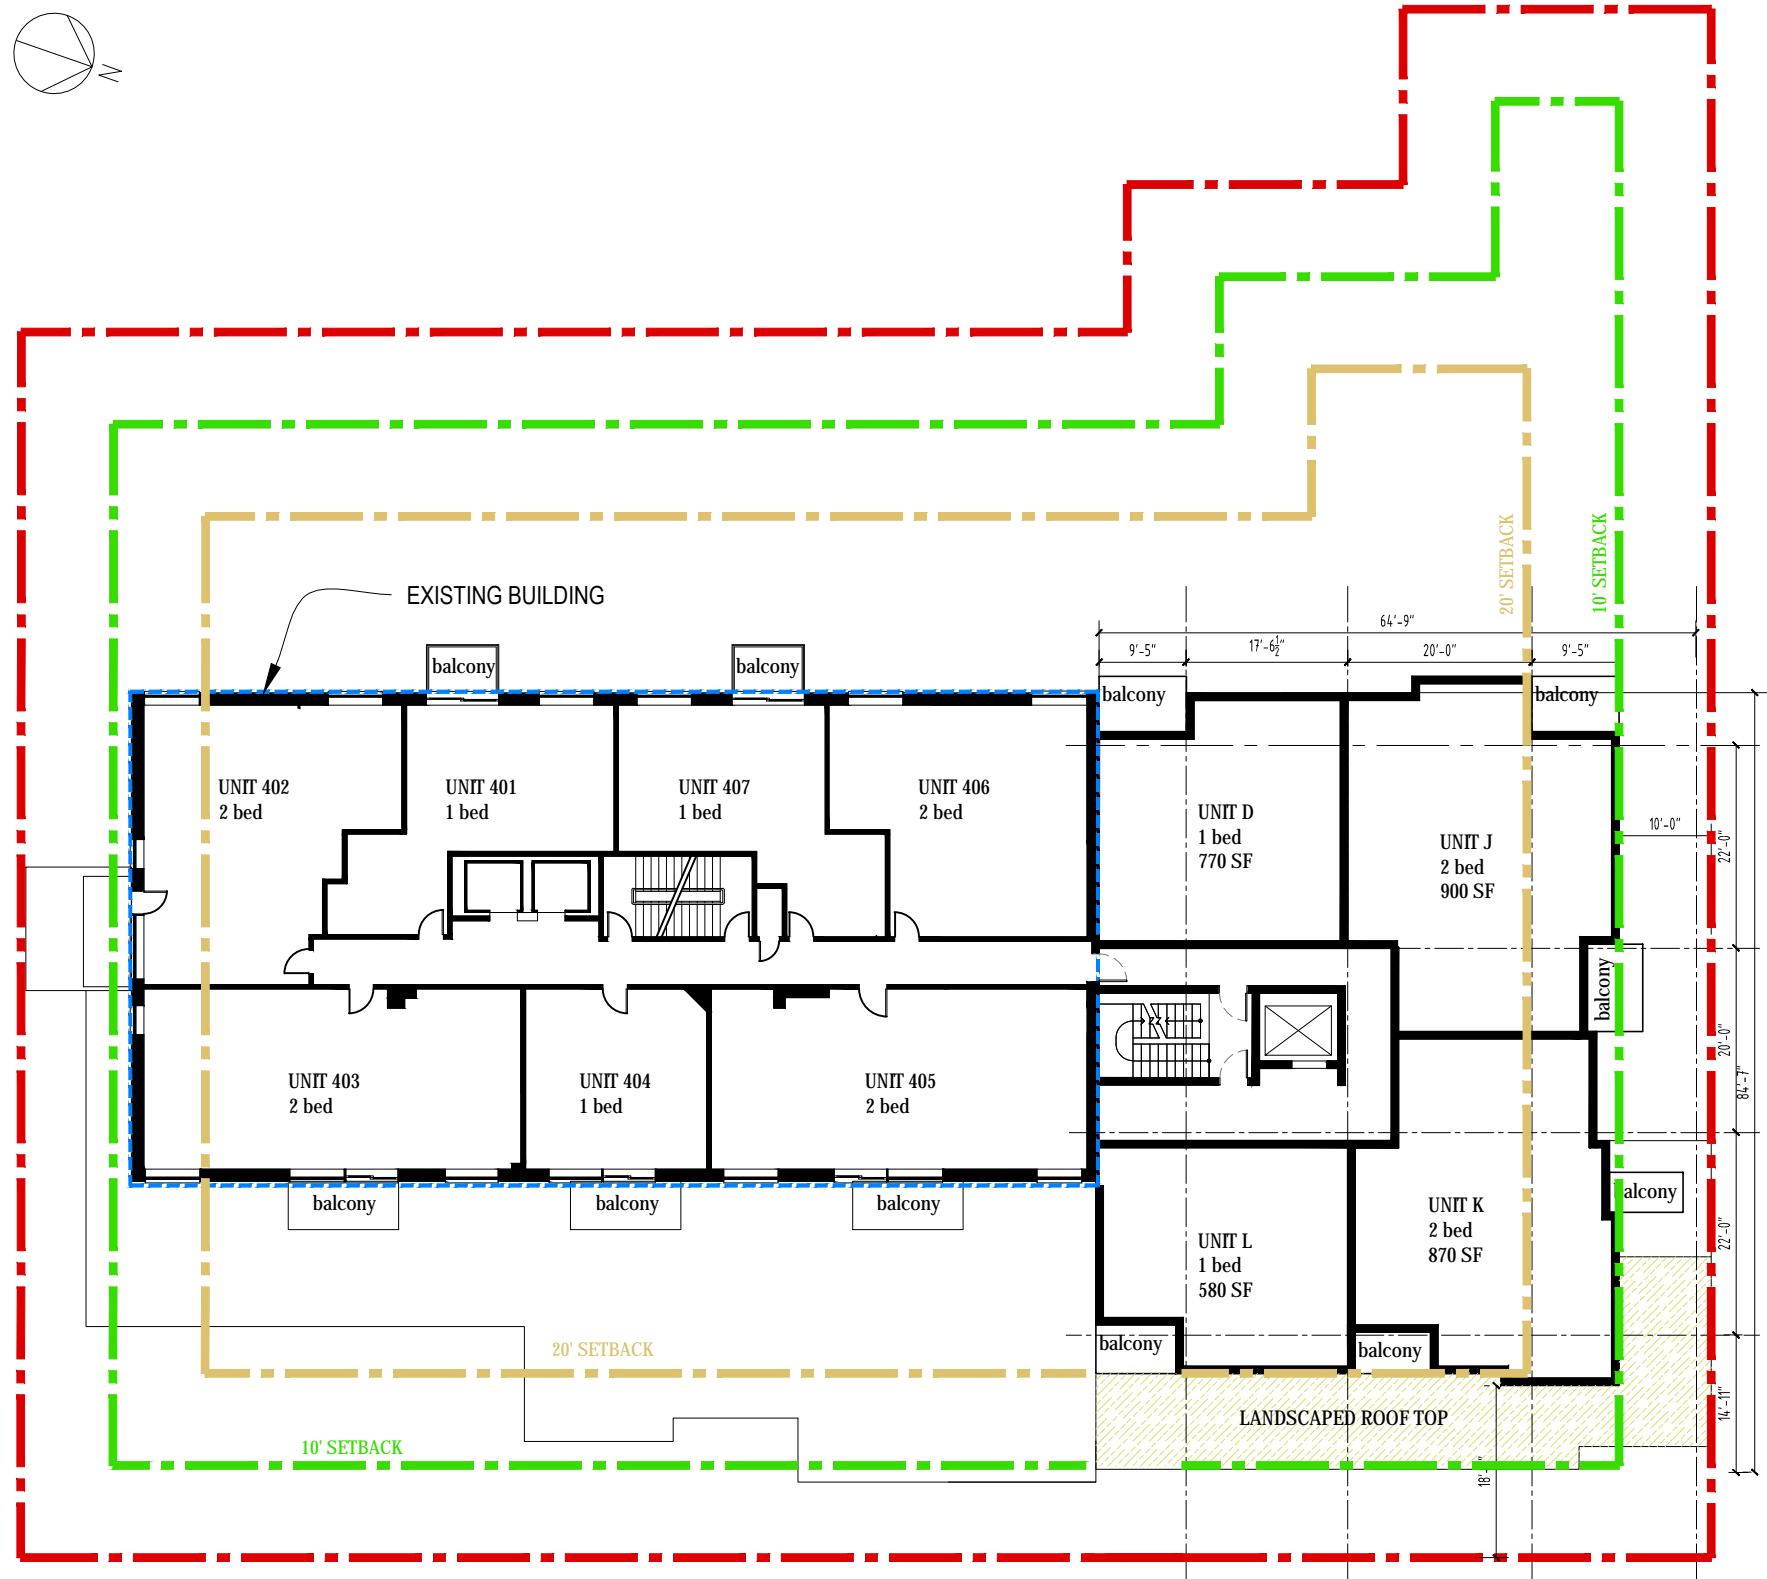 N
20' SETBACK
10' SETBACK
EXISTING BUILDING
64'-9"
9'-5"
17'-6½"
20'-0"
9'-5"
balcony
balcony
balcony
balcony
UNIT 402
2 bed
UNIT 401
1 bed
UNIT 407
1 bed
UNIT 406
2 bed
UNIT D
1 bed
770 SF
UNIT J
2 bed
900 SF
10'-0"
22'-0"
balcony
20'-0"
84'-7"
UNIT 403
2 bed
UNIT 404
1 bed
UNIT 405
2 bed
balcony
balcony
balcony
balcony
UNIT K
2 bed
870 SF
22'-0"
UNIT L
1 bed
580 SF
balcony
balcony
20' SETBACK
14'-11"
LANDSCAPED ROOF TOP
10' SETBACK